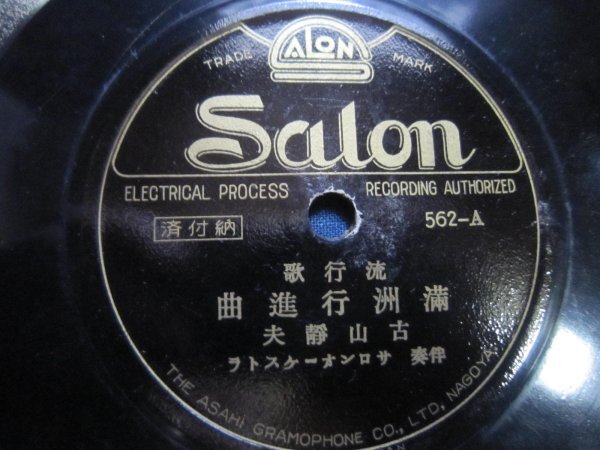 SALON
TRADE MARK
Salon
ELECTRICAL PROCESS RECORDING AUTHORIZED
済付納
562-A
歌行流
曲進行洲滿
夫靜山古
ラトスケーオンロサ 奏伴
THE ASAHI GRAMOPHONE CO., LTD, NAGOYA